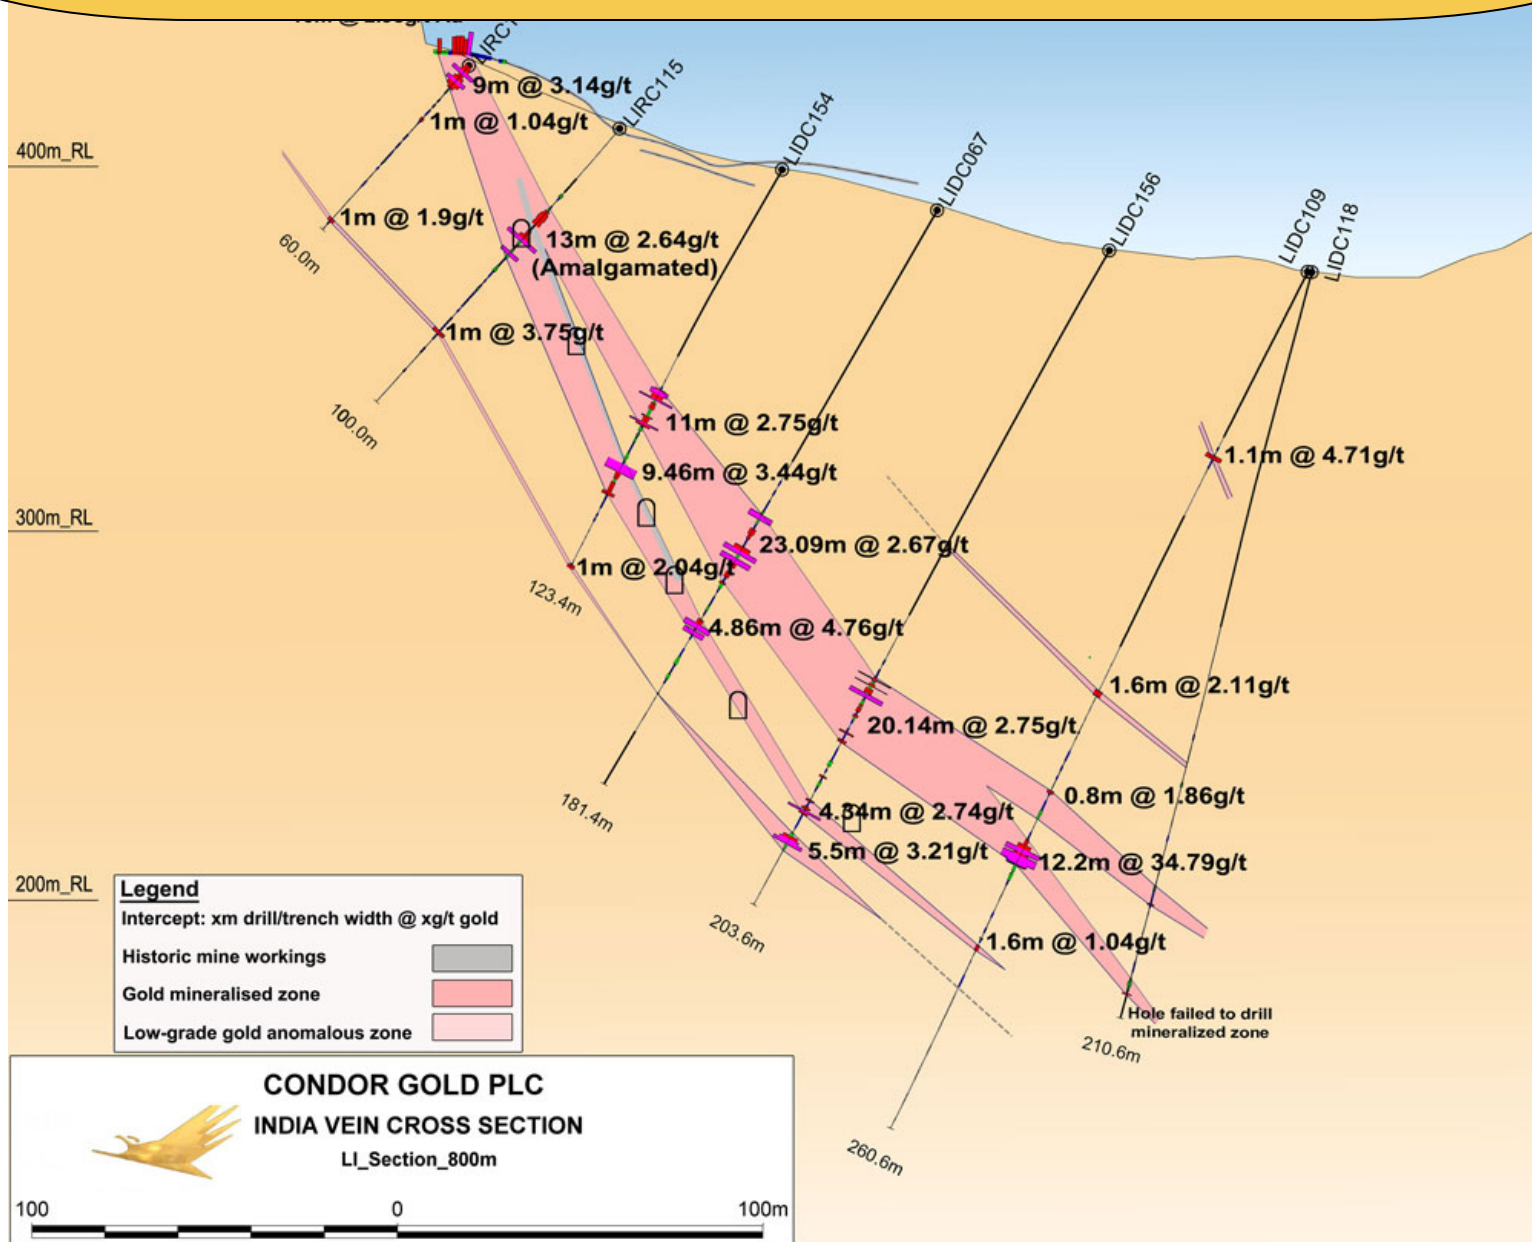 LIRC115
LIDC154
LIDC067
LIDC156
LIDC109
LIDC118
9m @ 3.14g/t
1m @ 1.04g/t
400m_RL
1m @ 1.9g/t
60.0m
13m @ 2.64g/t
(Amalgamated)
1m @ 3.75g/t
100.0m
11m @ 2.75g/t
1.1m @ 4.71g/t
9.46m @ 3.44g/t
300m_RL
23.09m @ 2.67g/t
1m @ 2.04g/t
123.4m
4.86m @ 4.76g/t
1.6m @ 2.11g/t
20.14m @ 2.75g/t
181.4m
0.8m @ 1.86g/t
4.34m @ 2.74g/t
5.5m @ 3.21g/t
12.2m @ 34.79g/t
200m_RL
203.6m
1.6m @ 1.04g/t
Hole failed to drill
mineralized zone
210.6m
260.6m
Legend
Intercept: xm drill/trench width @ xg/t gold
Historic mine workings
Gold mineralised zone
Low-grade gold anomalous zone
CONDOR GOLD PLC
INDIA VEIN CROSS SECTION
LI_Section_800m
100 0 100m